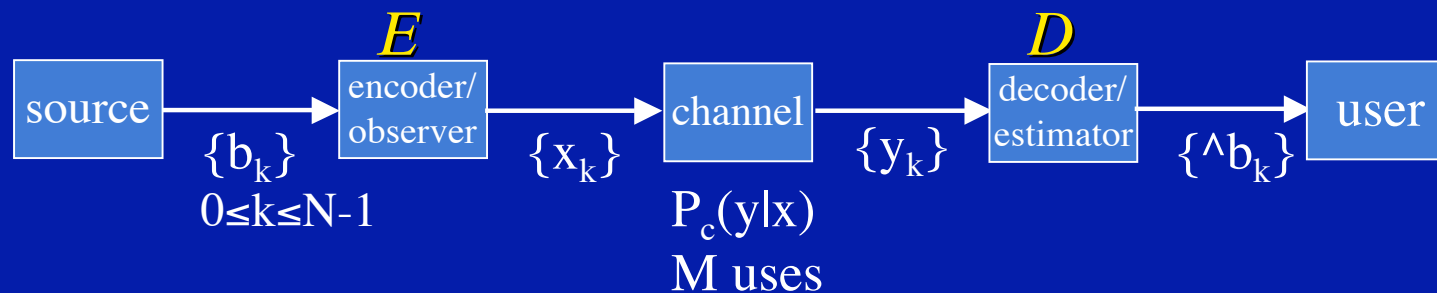 E
D
source
encoder/
observer
channel
decoder/
estimator
user
{b_k}
{x_k}
{y_k}
{^b_k}
0≤k≤N-1
P_c(y|x)
M uses